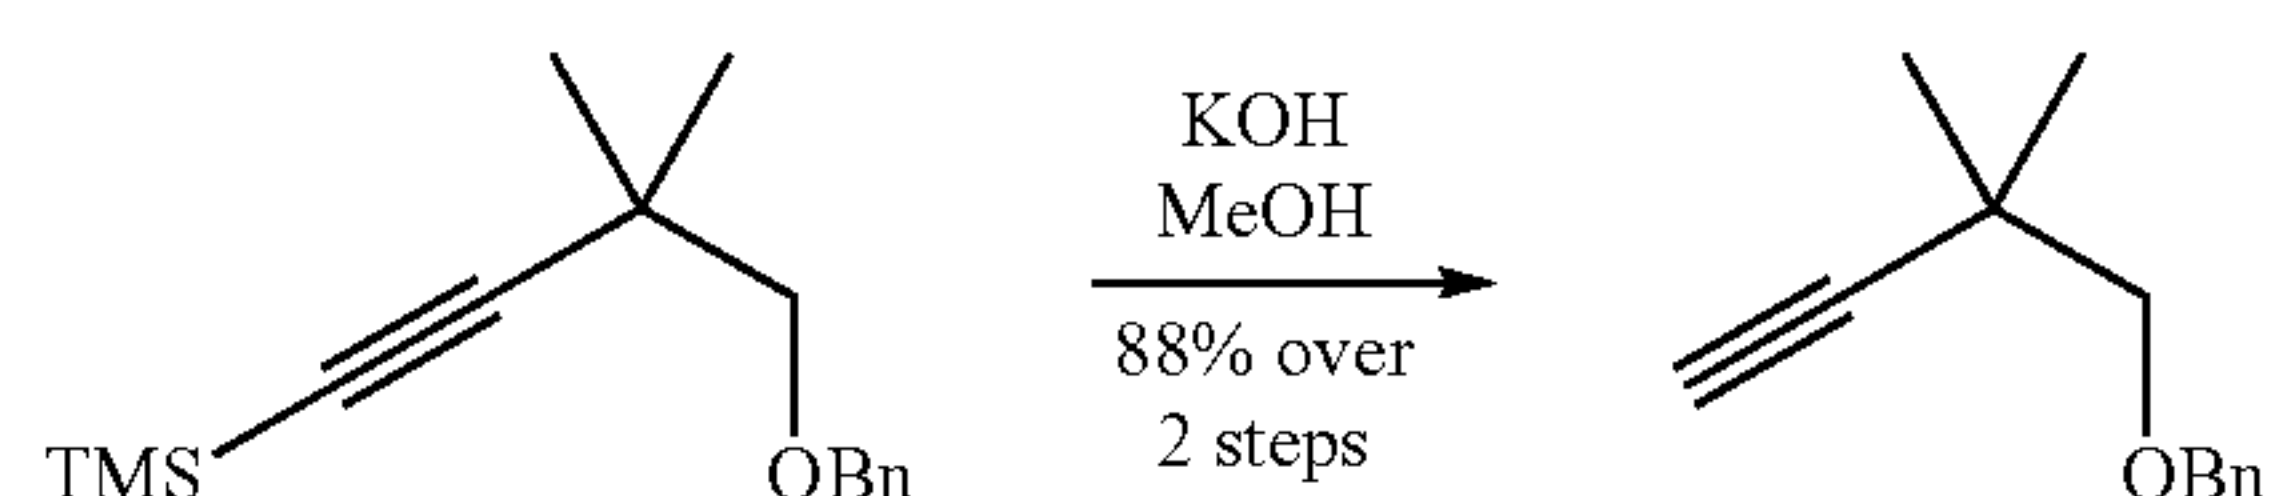 KOH
MeOH
88% over
2 steps
TMS
OBn
OBn